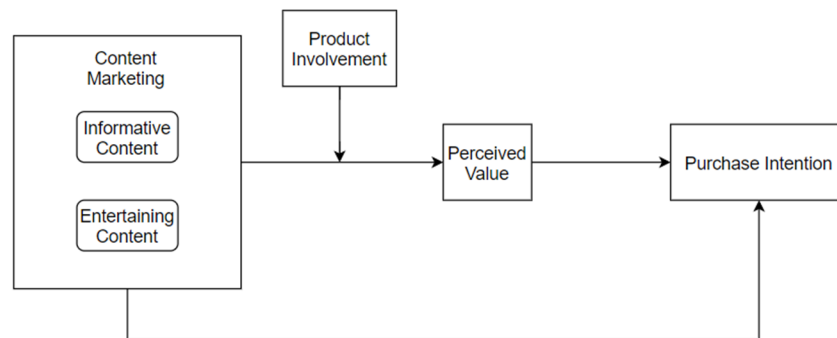 Content
Marketing
Informative
Content
Entertaining
Content
Product
Involvement
Perceived
Value
Purchase Intention